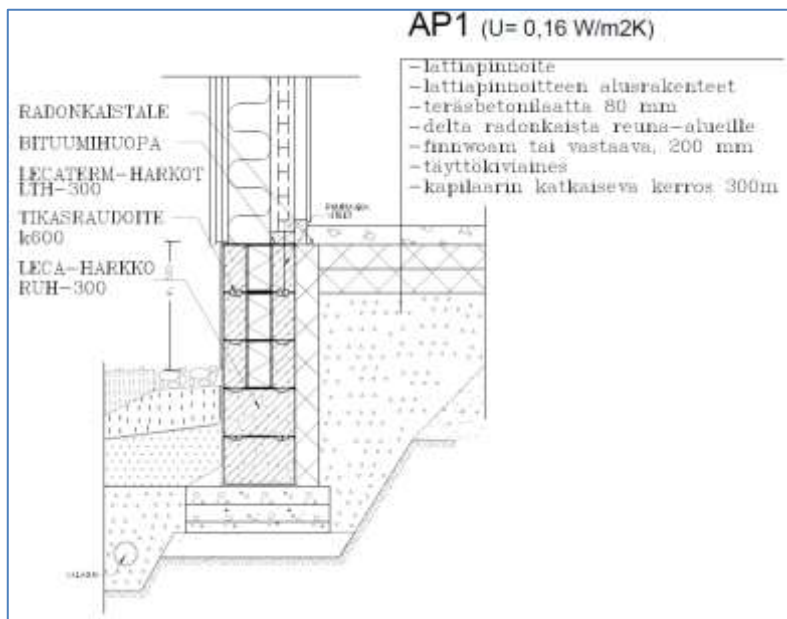 AP1 (U= 0,16 W/m2K)
-lattiapinnoite
-lattiapinnoitteen alusrakenteet
-teräsbetonilaatta 80 mm
-delta radonkaista reuna-alueille
-finnwoam tai vastaava, 200 mm
-täyttökiviaines
-kapilaarin katkaiseva kerros 300m
RADONKAISTALE
BITUUMIHUOPA
LECATERM-HARKOT
LTH-300
TIKASRAUDOITE
k600
LECA-HARKKO
RUH-300